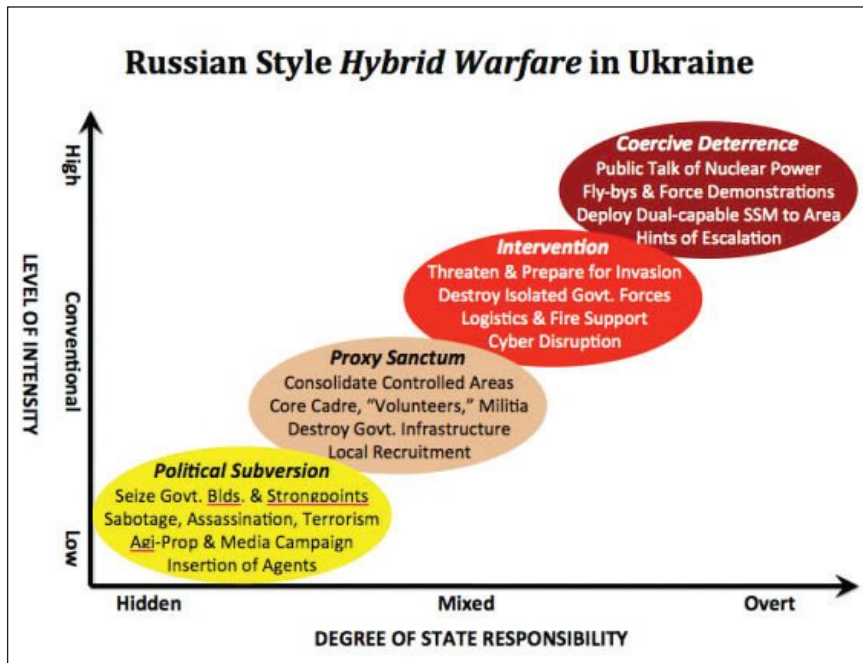 Russian Style Hybrid Warfare in Ukraine
High
Coercive Deterrence
Public Talk of Nuclear Power
Fly-bys & Force Demonstrations
Deploy Dual-capable SSM to Area
Hints of Escalation
LEVEL OF INTENSITY
Conventional
Intervention
Threaten & Prepare for Invasion
Destroy Isolated Govt. Forces
Logistics & Fire Support
Cyber Disruption
Proxy Sanctum
Consolidate Controlled Areas
Core Cadre, “Volunteers,” Militia
Destroy Govt. Infrastructure
Local Recruitment
Low
Political Subversion
Seize Govt. Blds. & Strongpoints
Sabotage, Assassination, Terrorism
Agi-Prop & Media Campaign
Insertion of Agents
Hidden Mixed Overt
DEGREE OF STATE RESPONSIBILITY